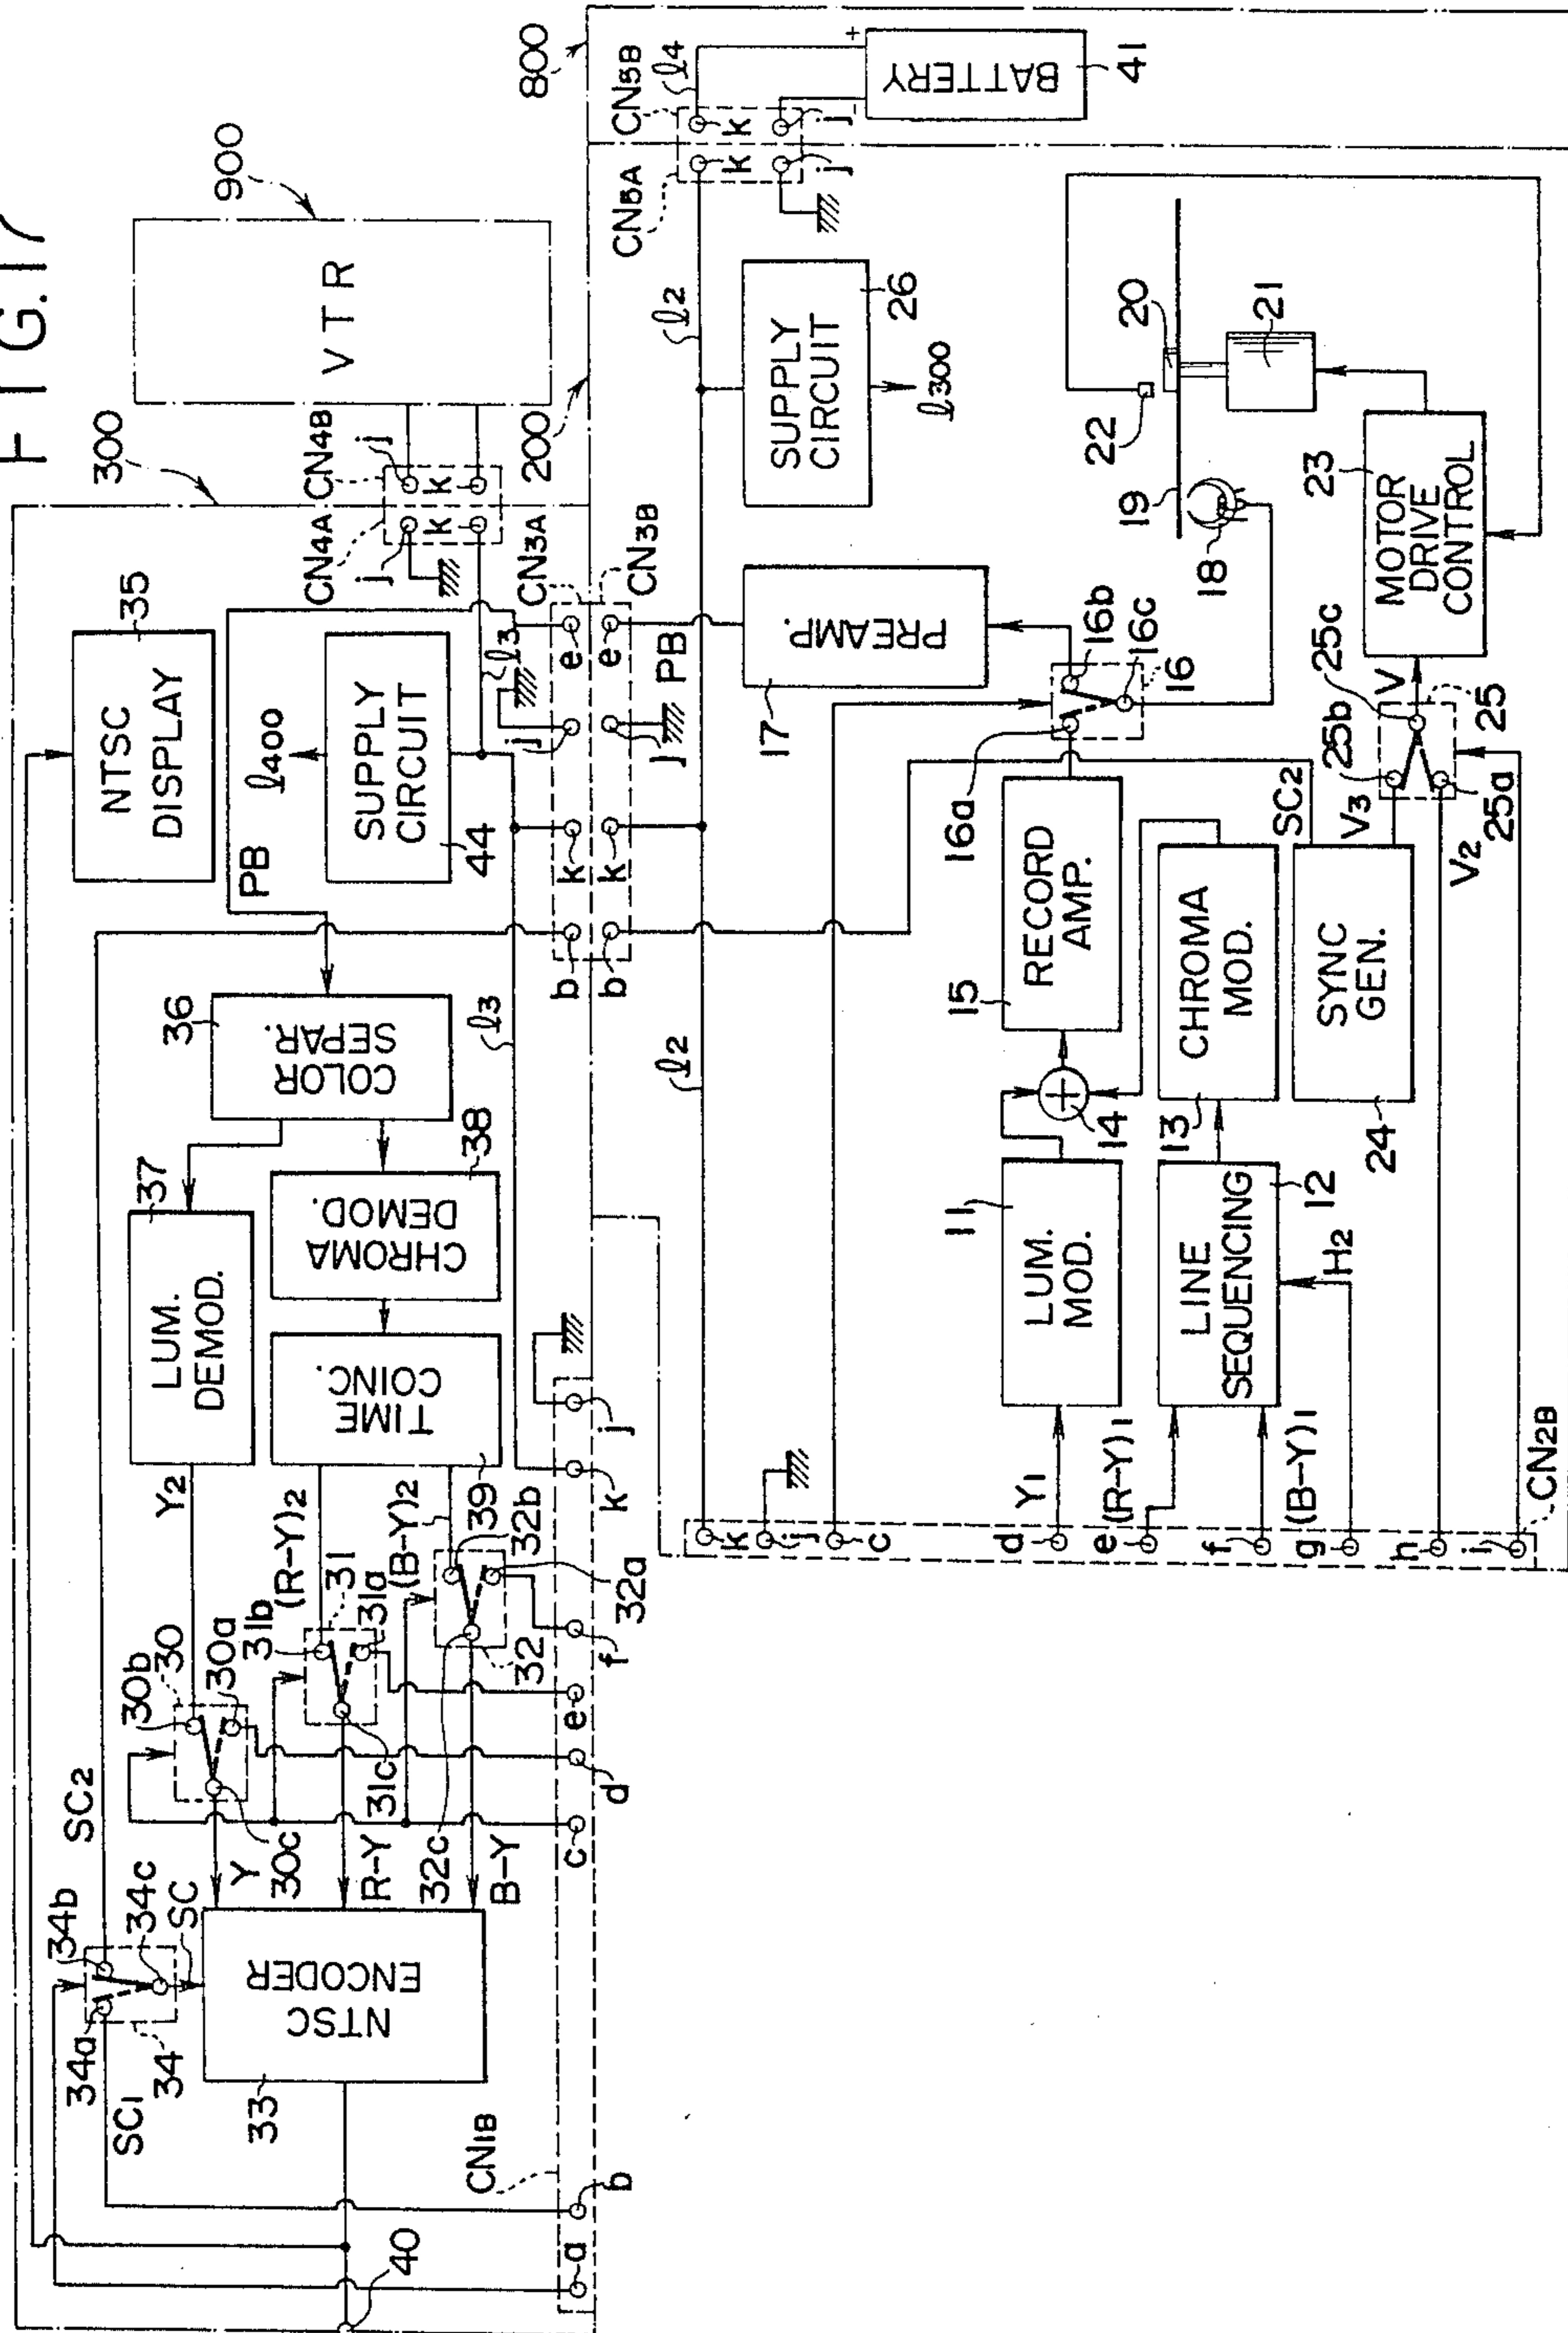 FIG. 17
300
900
VTR
CN4A
CN4B
j
j
k
k
NTSC
DISPLAY
35
l400
SUPPLY
CIRCUIT
44
l3
PB
CN3A
CN3B
e
j
k
b
e
j
k
b
PB
COLOR
SEPAR.
36
LUM.
DEMOD.
37
CHROMA
DEMOD.
38
TIME
COINC.
39
l3
Y2
(R-Y)2
(B-Y)2
30b
30
30a
30c
31b
31
31a
31c
32b
32a
32
32c
SC2
34b
34c
34a
34
SC
SC1
Y
R-Y
B-Y
NTSC
ENCODER
33
40
CN1B
a
b
c
d
e
f
k
j
200
800
CN5A
CN5B
k
k
j
j
l4
+
-
BATTERY
41
l2
SUPPLY
CIRCUIT
26
l300
PREAMP.
17
16b
16c
16
16a
18
19
20
21
22
MOTOR
DRIVE
CONTROL
23
V
25c
25
25b
25a
V3
V2
SC2
l2
RECORD
AMP.
15
14
CHROMA
MOD.
13
SYNC
GEN.
24
LUM.
MOD.
11
LINE
SEQUENCING
12
H2
Y1
(R-Y)1
(B-Y)1
k
j
c
d
e
f
g
h
i
CN2B